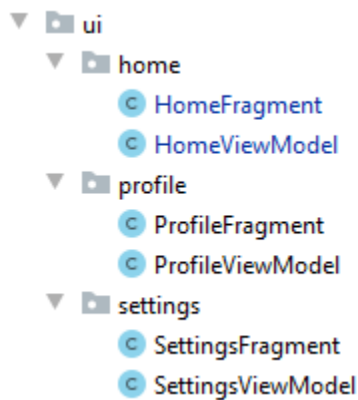 ui
home
C HomeFragment
C HomeViewModel
profile
C ProfileFragment
C ProfileViewModel
settings
C SettingsFragment
C SettingsViewModel